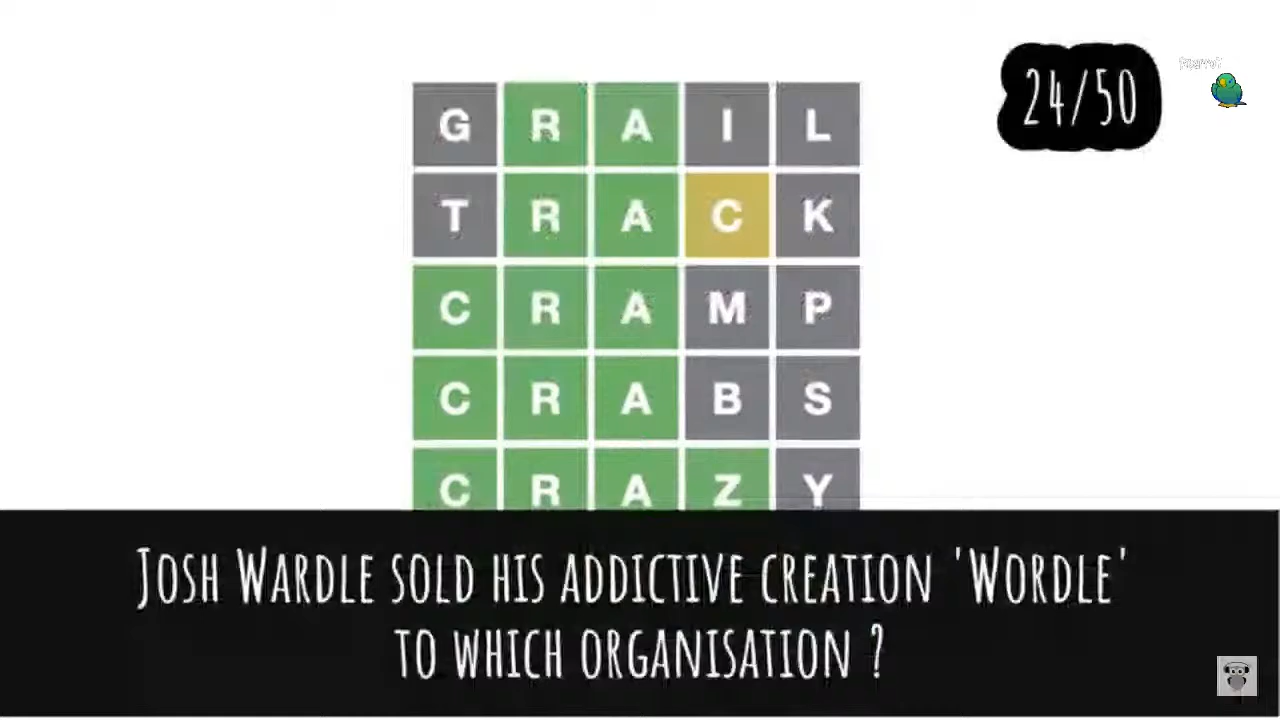 24/50
GRAIL
TRACK
CRAMP
CRABS
CRAZY
JOSH WARDLE SOLD HIS ADDICTIVE CREATION 'WORDLE'
TO WHICH ORGANISATION ?